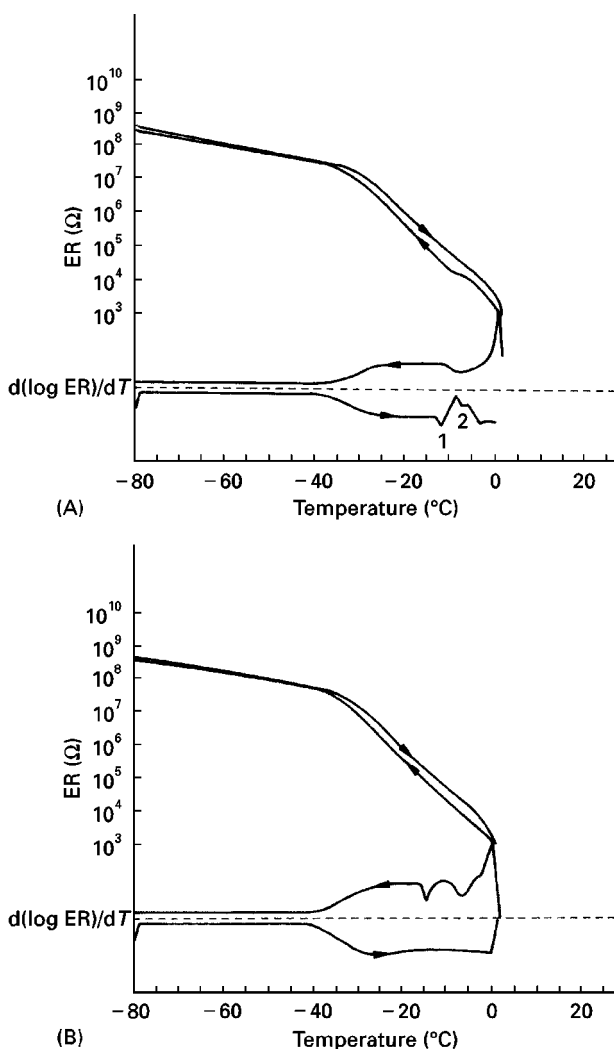 10¹⁰
10⁹
10⁸
10⁷
10⁶
10⁵
10⁴
10³
ER (Ω)
d(log ER)/dT
1
2
−80 −60 −40 −20 0 20
Temperature (°C)
(A)
10¹⁰
10⁹
10⁸
10⁷
10⁶
10⁵
10⁴
10³
ER (Ω)
d(log ER)/dT
−80 −60 −40 −20 0 20
Temperature (°C)
(B)